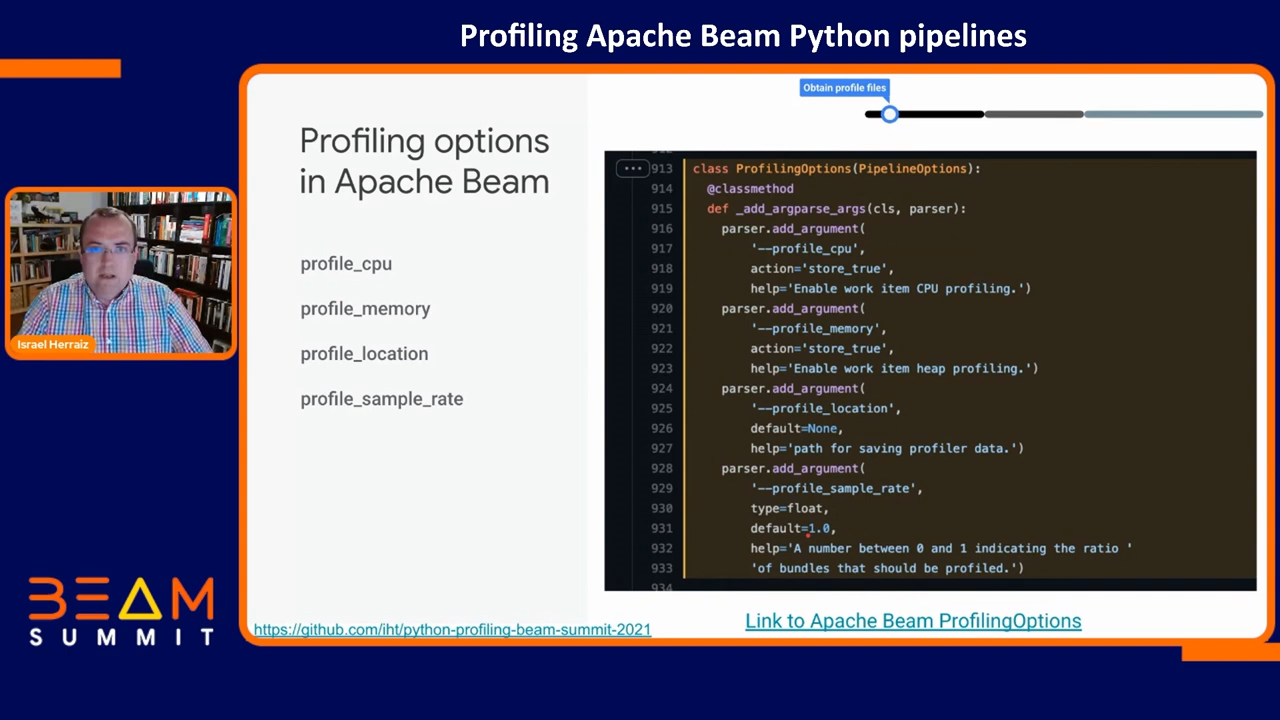 Profiling Apache Beam Python pipelines
Obtain profile files
Profiling options
in Apache Beam
profile_cpu
profile_memory
profile_location
profile_sample_rate
913 class ProfilingOptions(PipelineOptions):
914 @classmethod
915 def _add_argparse_args(cls, parser):
916 parser.add_argument(
917 '--profile_cpu',
918 action='store_true',
919 help='Enable work item CPU profiling.')
920 parser.add_argument(
921 '--profile_memory',
922 action='store_true',
923 help='Enable work item heap profiling.')
924 parser.add_argument(
925 '--profile_location',
926 default=None,
927 help='path for saving profiler data.')
928 parser.add_argument(
929 '--profile_sample_rate',
930 type=float,
931 default=1.0,
932 help='A number between 0 and 1 indicating the ratio '
933 'of bundles that should be profiled.')
934
Israel Herraiz
BEAM
SUMMIT
https://github.com/iht/python-profiling-beam-summit-2021
Link to Apache Beam ProfilingOptions